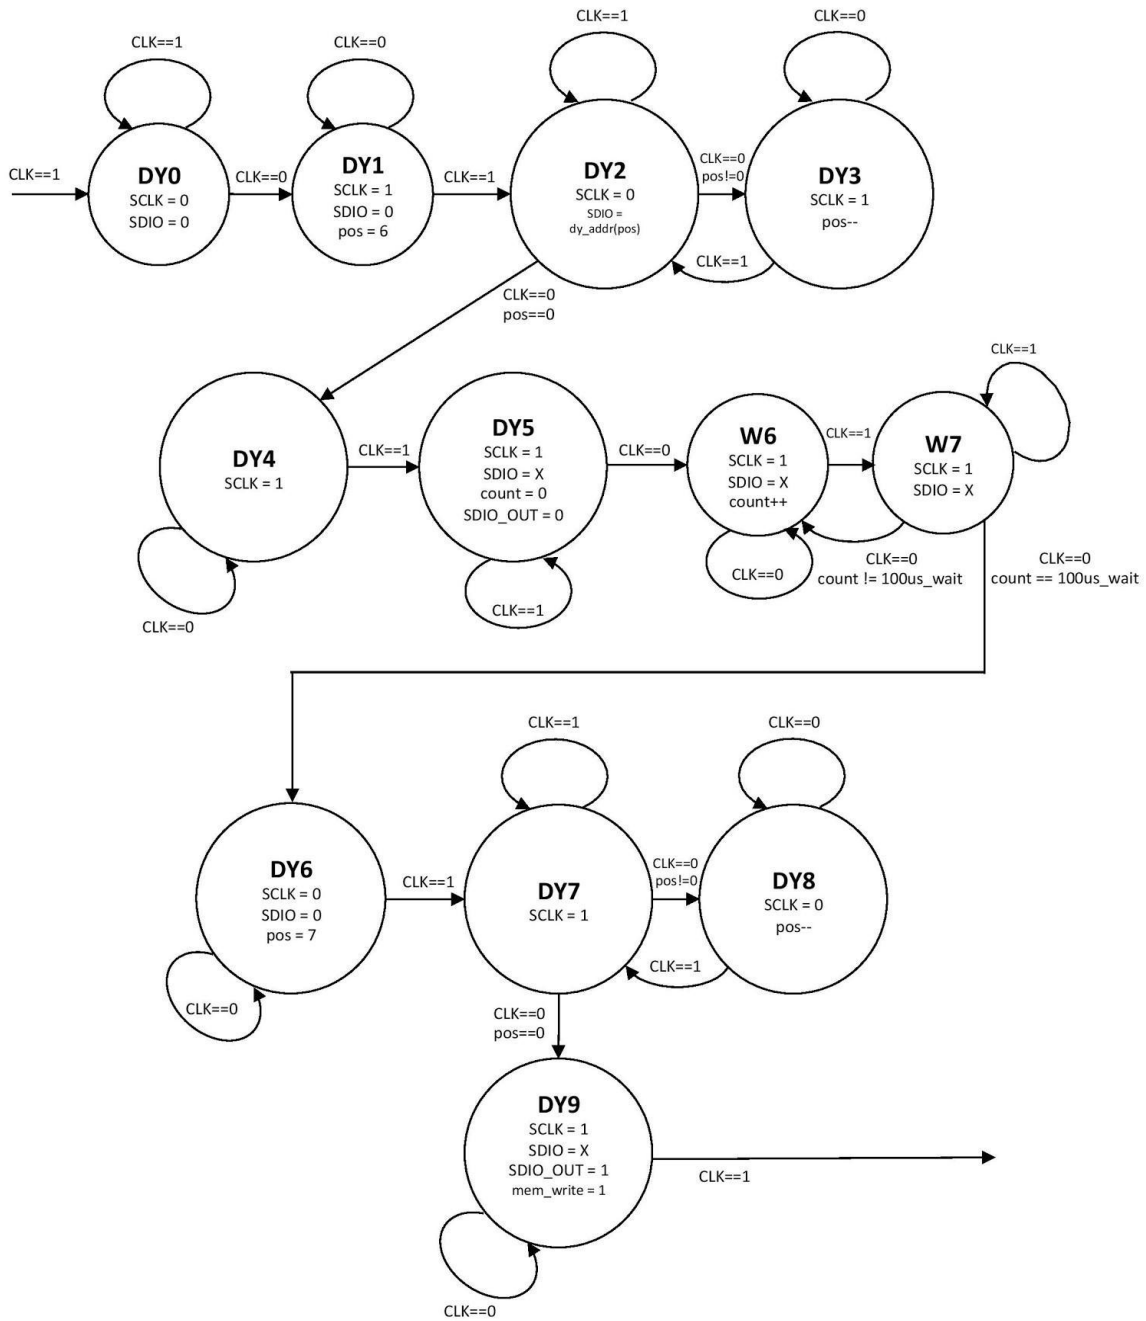 CLK==1
CLK==0
CLK==1
CLK==0
CLK==1
DY0
SCLK = 0
SDIO = 0
CLK==0
DY1
SCLK = 1
SDIO = 0
pos = 6
CLK==1
DY2
SCLK = 0
SDIO =
dy_addr(pos)
CLK==0
pos!=0
DY3
SCLK = 1
pos--
CLK==1
CLK==0
pos==0
CLK==1
DY4
SCLK = 1
CLK==1
DY5
SCLK = 1
SDIO = X
count = 0
SDIO_OUT = 0
CLK==0
W6
SCLK = 1
SDIO = X
count++
CLK==1
W7
SCLK = 1
SDIO = X
CLK==0
CLK==1
CLK==0
CLK==0
count != 100us_wait
CLK==0
count == 100us_wait
CLK==1
CLK==0
DY6
SCLK = 0
SDIO = 0
pos = 7
CLK==1
DY7
SCLK = 1
CLK==0
pos!=0
DY8
SCLK = 0
pos--
CLK==1
CLK==0
CLK==0
pos==0
DY9
SCLK = 1
SDIO = X
SDIO_OUT = 1
mem_write = 1
CLK==1
CLK==0